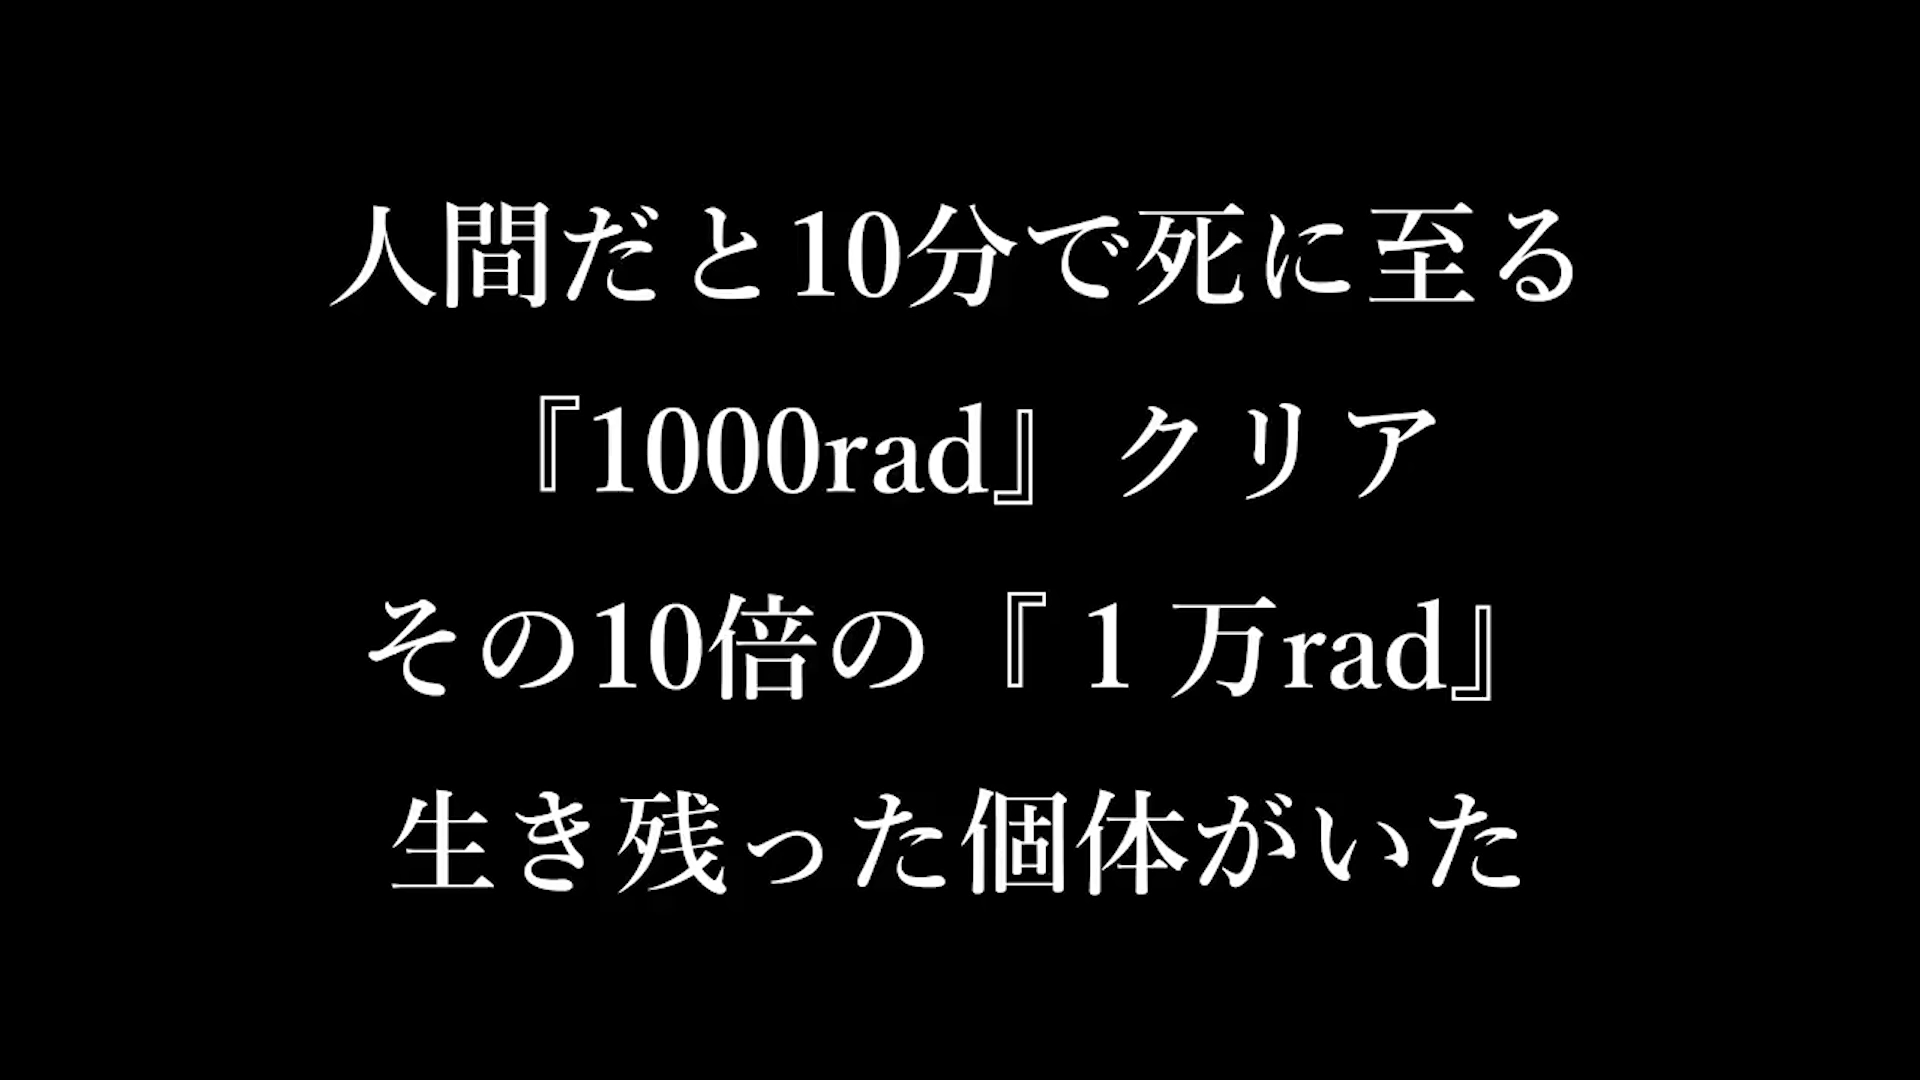 人間だと10分で死に至る
『1000rad』クリア
その10倍の『１万rad』
生き残った個体がいた